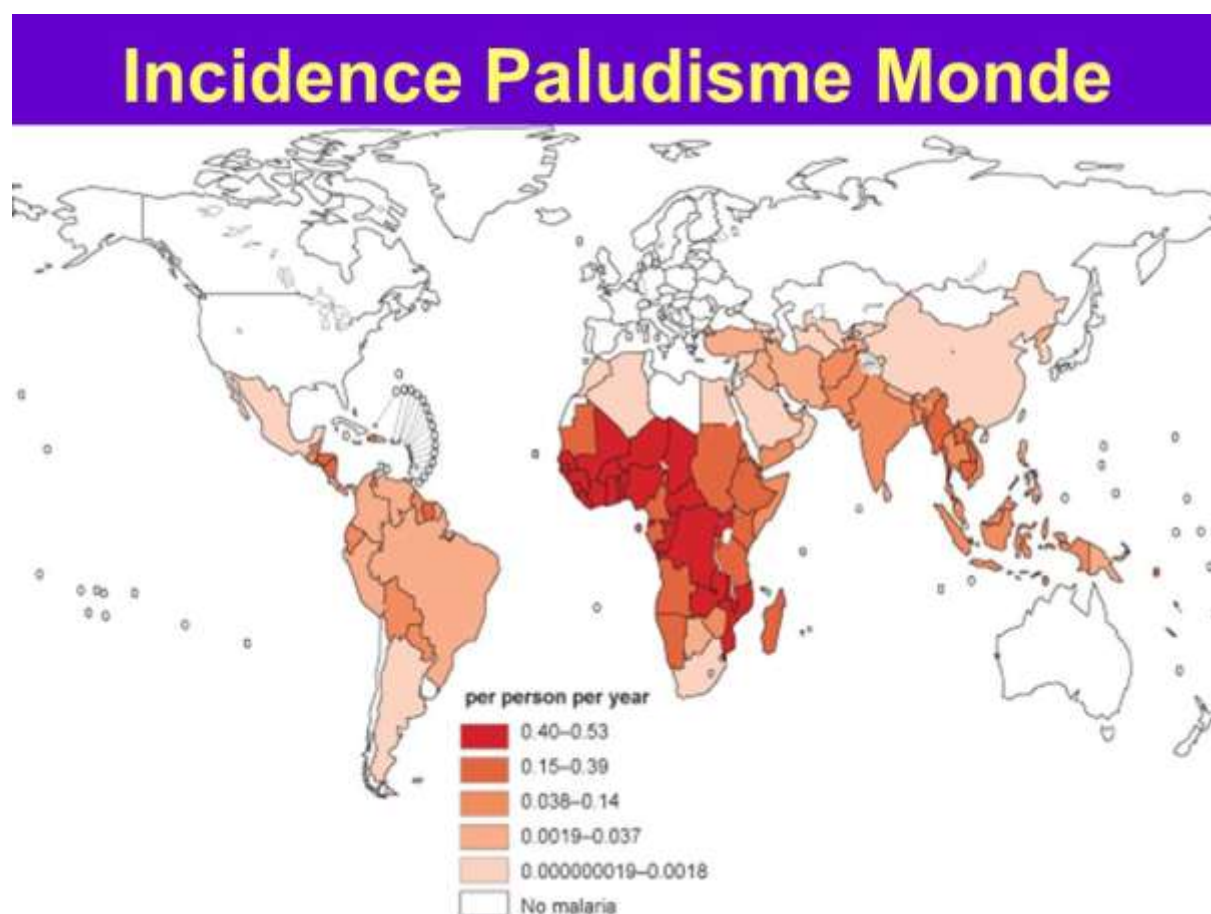 Incidence Paludisme Monde
per person per year
0.40–0.53
0.15–0.39
0.038–0.14
0.0019–0.037
0.000000019–0.0018
No malaria